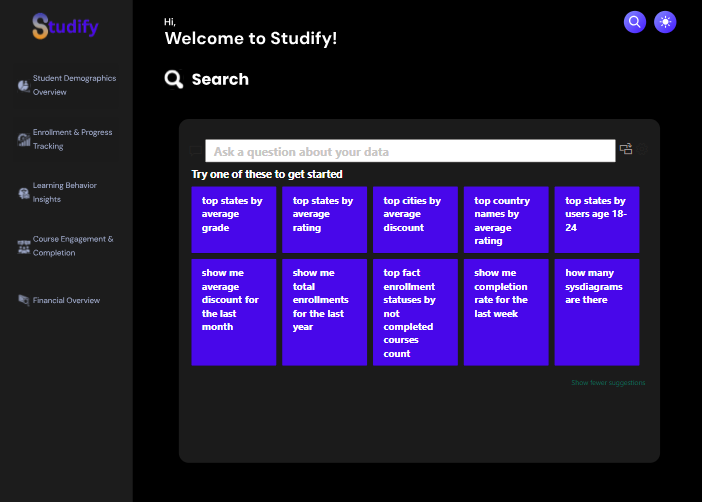 Studify
Student Demographics
Overview
Enrollment & Progress
Tracking
Learning Behavior
Insights
Course Engagement &
Completion
Financial Overview
Hi,
Welcome to Studify!
Search
Ask a question about your data
Try one of these to get started
top states by
average
grade
top states by
average
rating
top cities by
average
discount
top country
names by
average
rating
top states by
users age 18-
24
show me
average
discount for
the last
month
show me
total
enrollments
for the last
year
top fact
enrollment
statuses by
not
completed
courses
count
show me
completion
rate for the
last week
how many
sysdiagrams
are there
Show fewer suggestions